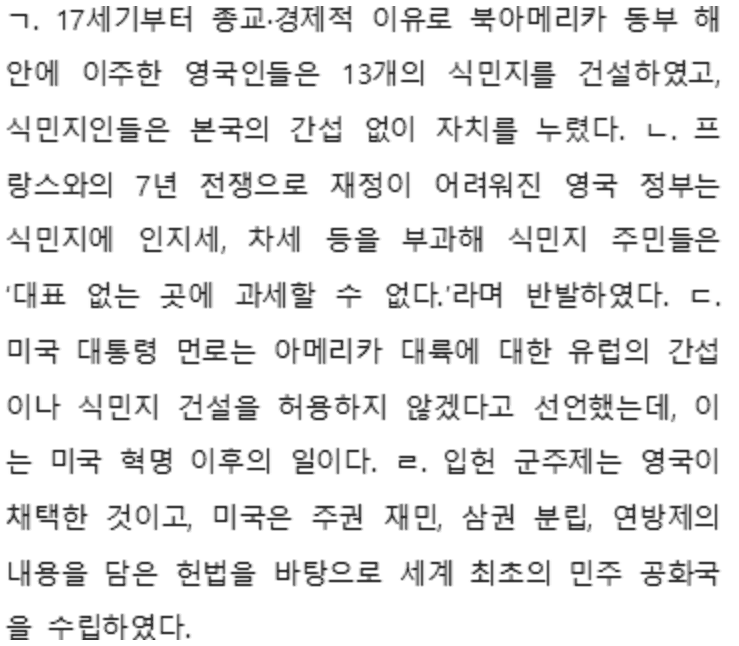 ㄱ. 17세기부터 종교·경제적 이유로 북아메리카 동부 해
안에 이주한 영국인들은 13개의 식민지를 건설하였고,
식민지인들은 본국의 간섭 없이 자치를 누렸다. ㄴ. 프
랑스와의 7년 전쟁으로 재정이 어려워진 영국 정부는
식민지에 인지세, 차세 등을 부과해 식민지 주민들은
‘대표 없는 곳에 과세할 수 없다.’라며 반발하였다. ㄷ.
미국 대통령 먼로는 아메리카 대륙에 대한 유럽의 간섭
이나 식민지 건설을 허용하지 않겠다고 선언했는데, 이
는 미국 혁명 이후의 일이다. ㄹ. 입헌 군주제는 영국이
채택한 것이고, 미국은 주권 재민, 삼권 분립, 연방제의
내용을 담은 헌법을 바탕으로 세계 최초의 민주 공화국
을 수립하였다.